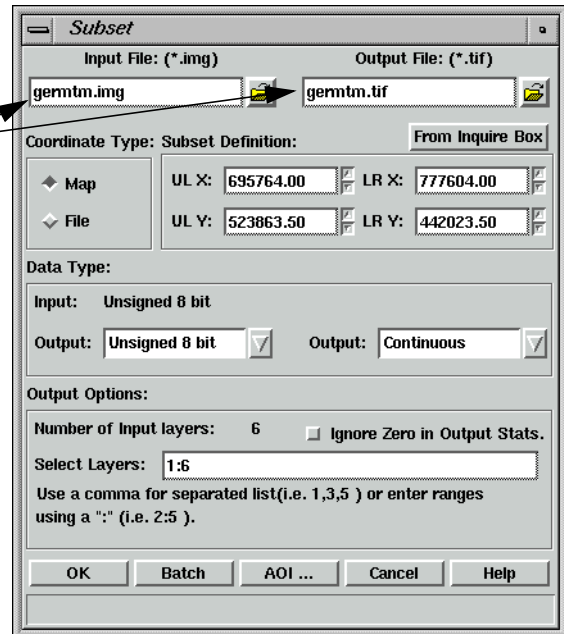 Subset
Input File: (*.img) Output File: (*.tif)
germtm.img germtm.tif
Coordinate Type: Subset Definition: From Inquire Box
Map UL X: 695764.00 LR X: 777604.00
File UL Y: 523863.50 LR Y: 442023.50
Data Type:
Input: Unsigned 8 bit
Output: Unsigned 8 bit Output: Continuous
Output Options:
Number of Input layers: 6 Ignore Zero in Output Stats.
Select Layers: 1:6
Use a comma for separated list(i.e. 1,3,5 ) or enter ranges
using a ":" (i.e. 2:5 ).
OK Batch AOI ... Cancel Help